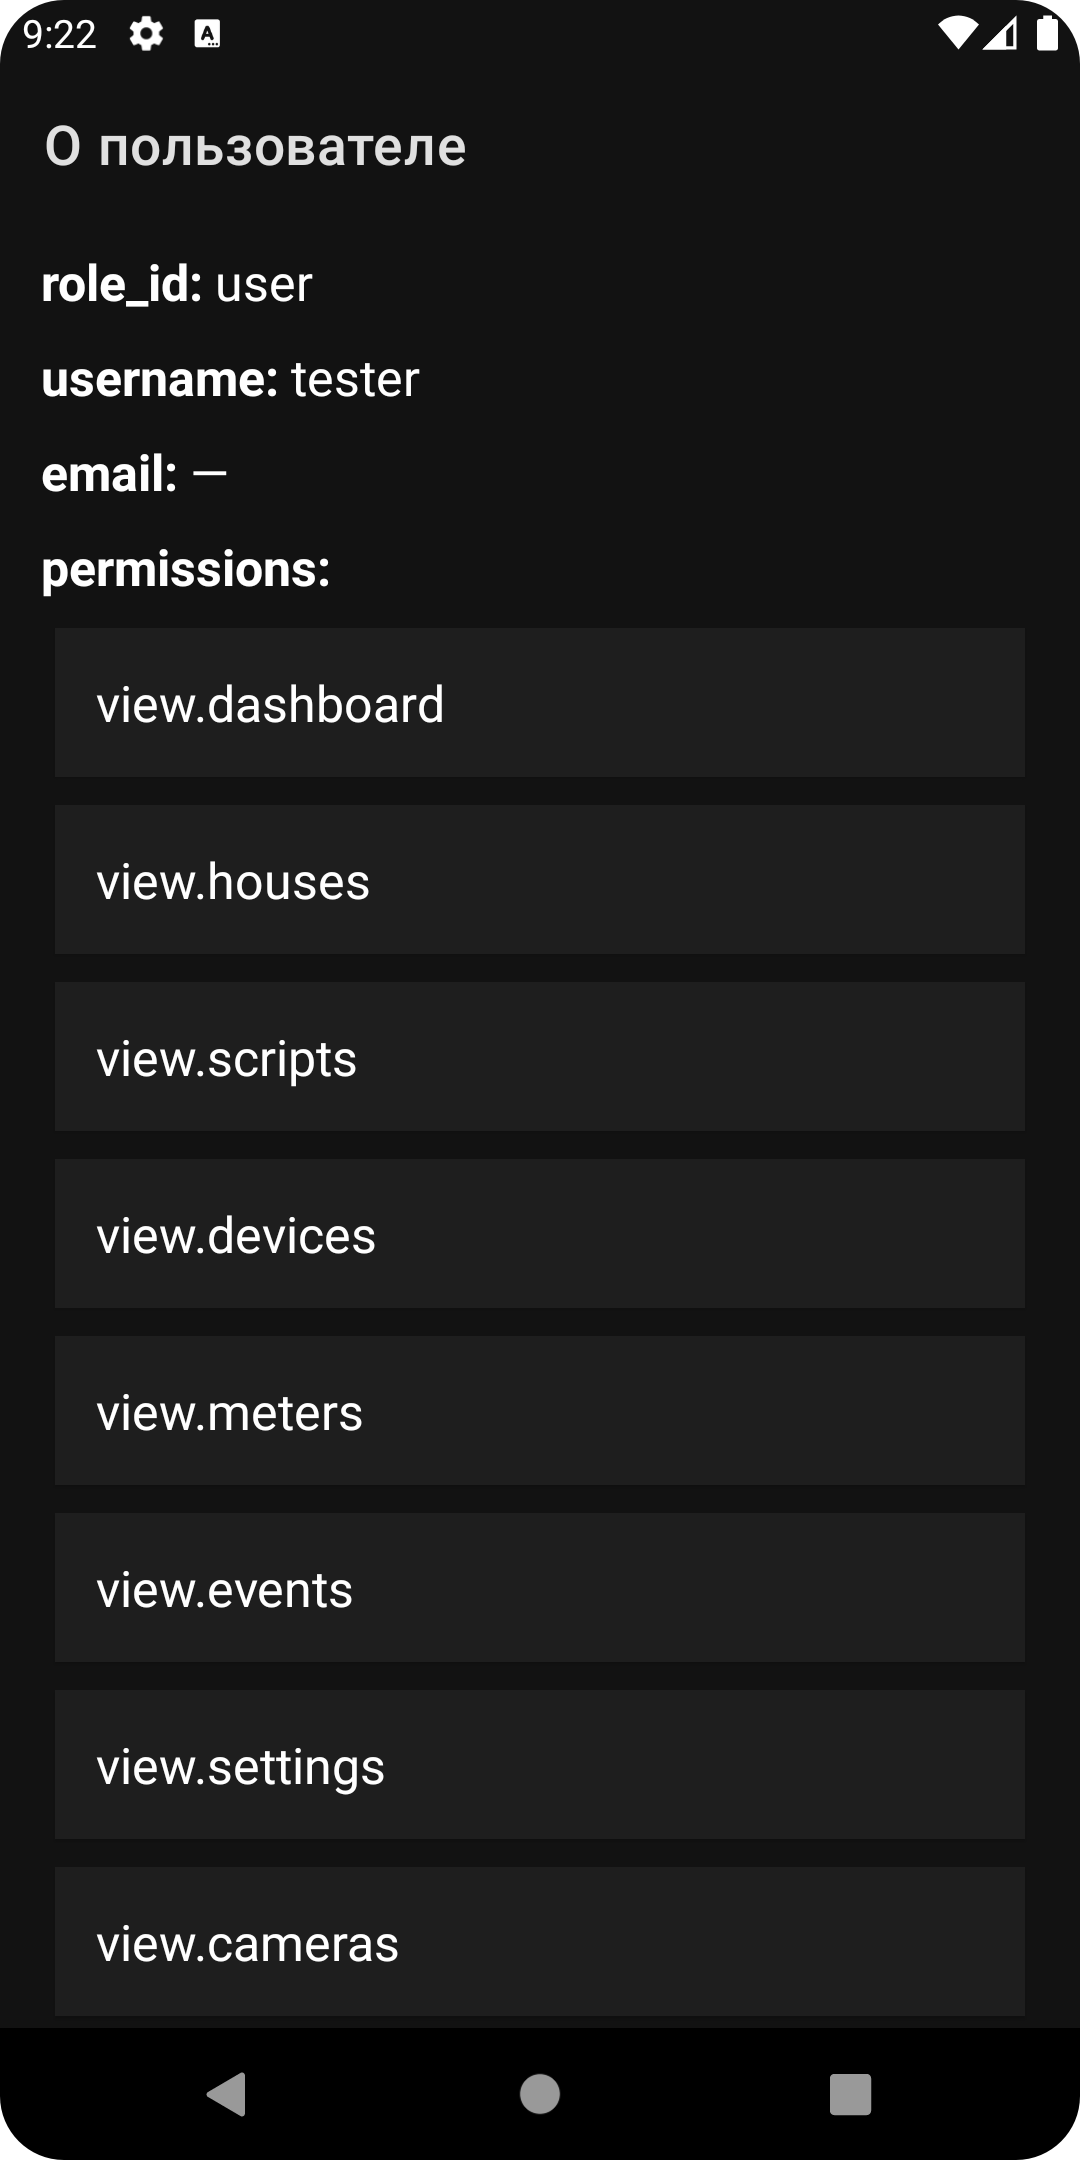 9:22
О пользователе
role_id: user
username: tester
email: —
permissions:
view.dashboard
view.houses
view.scripts
view.devices
view.meters
view.events
view.settings
view.cameras